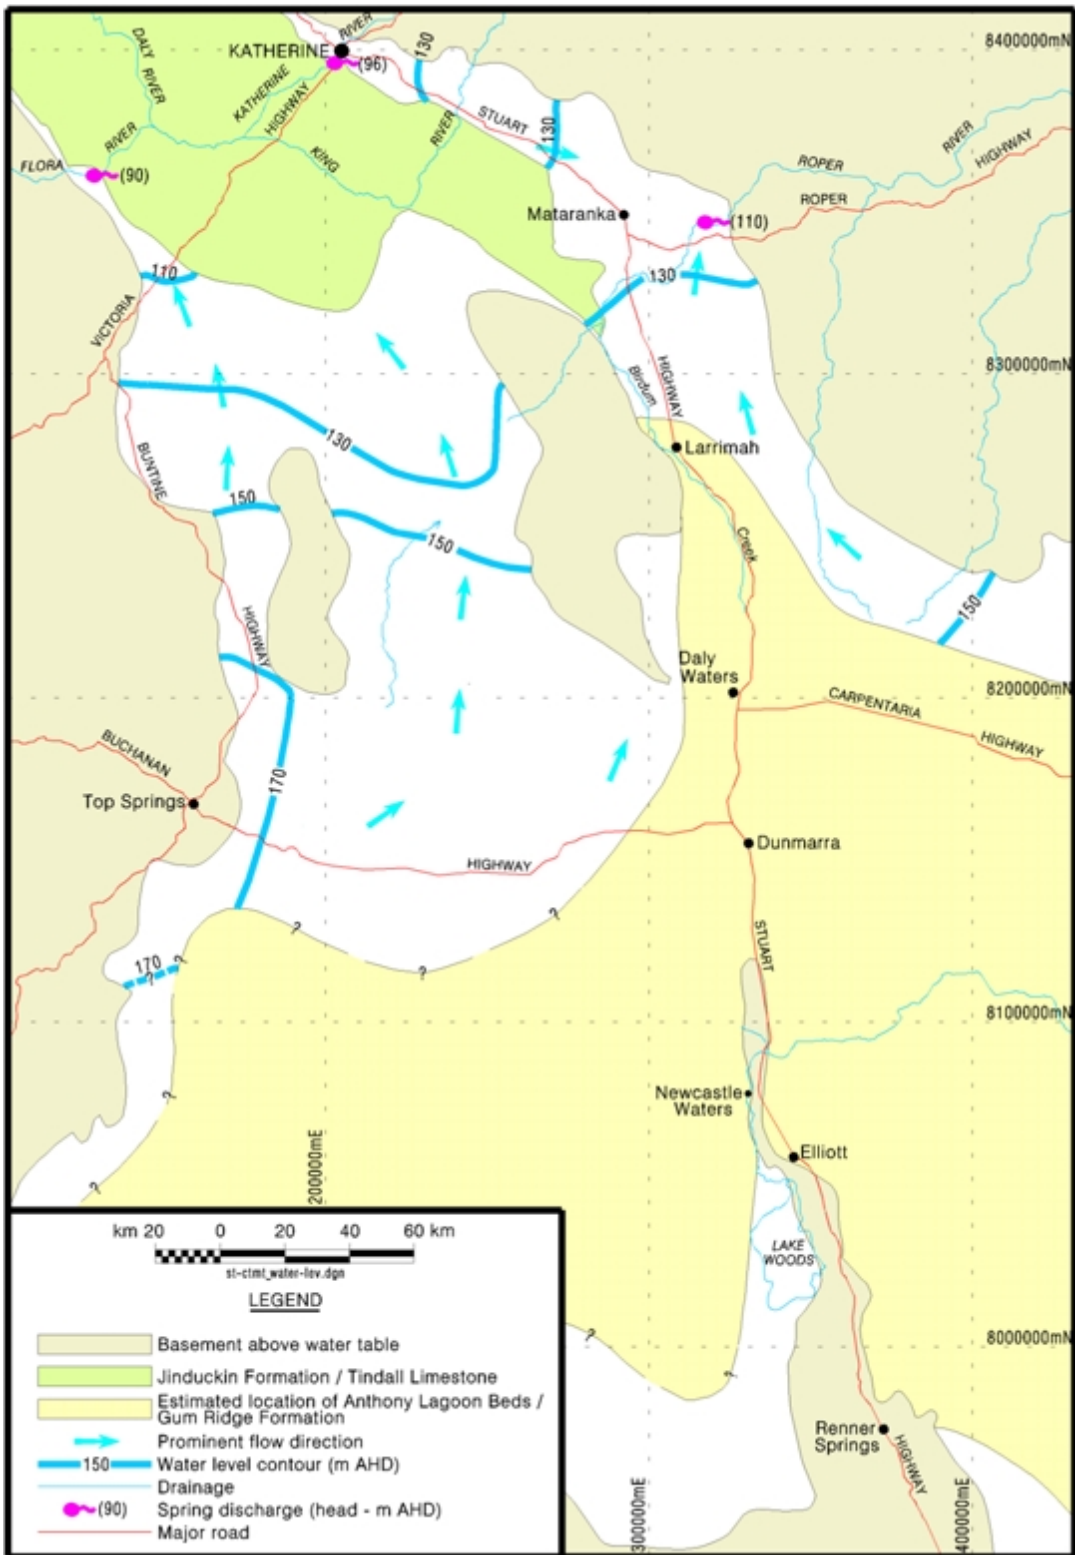 RIVER
KATHERINE
(96)
130
8400000mN
DALY
RIVER
KATHERINE
HIGHWAY
RIVER
STUART
130
RIVER
HIGHWAY
FLORA
RIVER
(90)
KING
ROPER
ROPER
Mataranka
(110)
110
130
VICTORIA
8300000mN
HIGHWAY
Birdum
130
Larrimah
BUNTINE
150
150
Creek
150
HIGHWAY
Daly
Waters
8200000mN
CARPENTARIA
HIGHWAY
BUCHANAN
170
Top Springs
Dunmarra
HIGHWAY
?
?
?
STUART
170
?
?
8100000mN
?
Newcastle
Waters
200000mE
Elliott
?
LAKE
WOODS
km 20 0 20 40 60 km
st-ctmt_water-lev.dgn
LEGEND
?
8000000mN
Basement above water table
Jinduckin Formation / Tindall Limestone
?
Estimated location of Anthony Lagoon Beds /
Gum Ridge Formation
Prominent flow direction
Renner
Springs
150 Water level contour (m AHD)
HIGHWAY
Drainage
300000mE
400000mE
(90) Spring discharge (head - m AHD)
Major road